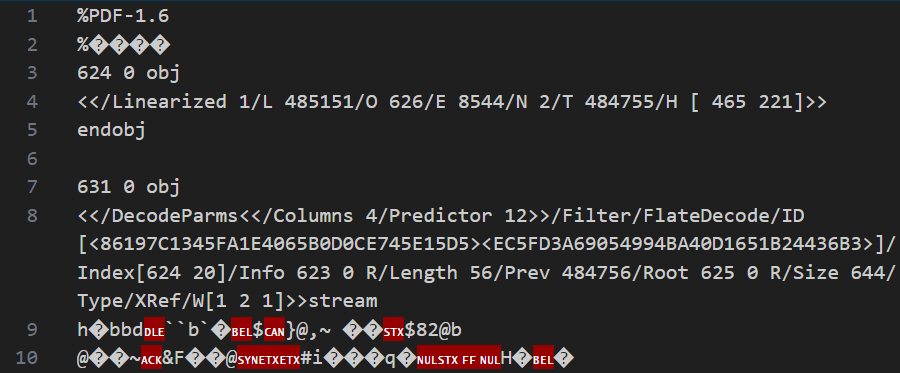 1 %PDF-1.6
2 %����
3 624 0 obj
4 <</Linearized 1/L 485151/O 626/E 8544/N 2/T 484755/H [ 465 221]>>
5 endobj
6
7 631 0 obj
8 <</DecodeParms<</Columns 4/Predictor 12>>/Filter/FlateDecode/ID
[<86197C1345FA1E4065B0D0CE745E15D5><EC5FD3A69054994BA40D1651B24436B3>]/
Index[624 20]/Info 623 0 R/Length 56/Prev 484756/Root 625 0 R/Size 644/
Type/XRef/W[1 2 1]>>stream
9 h�bbdDLE``b`�BEL$CAN}@,~ ��STX$82@b
10 @��~ACK&F��@SYNETXETX#i���q�NULSTX FF NULH�BEL�